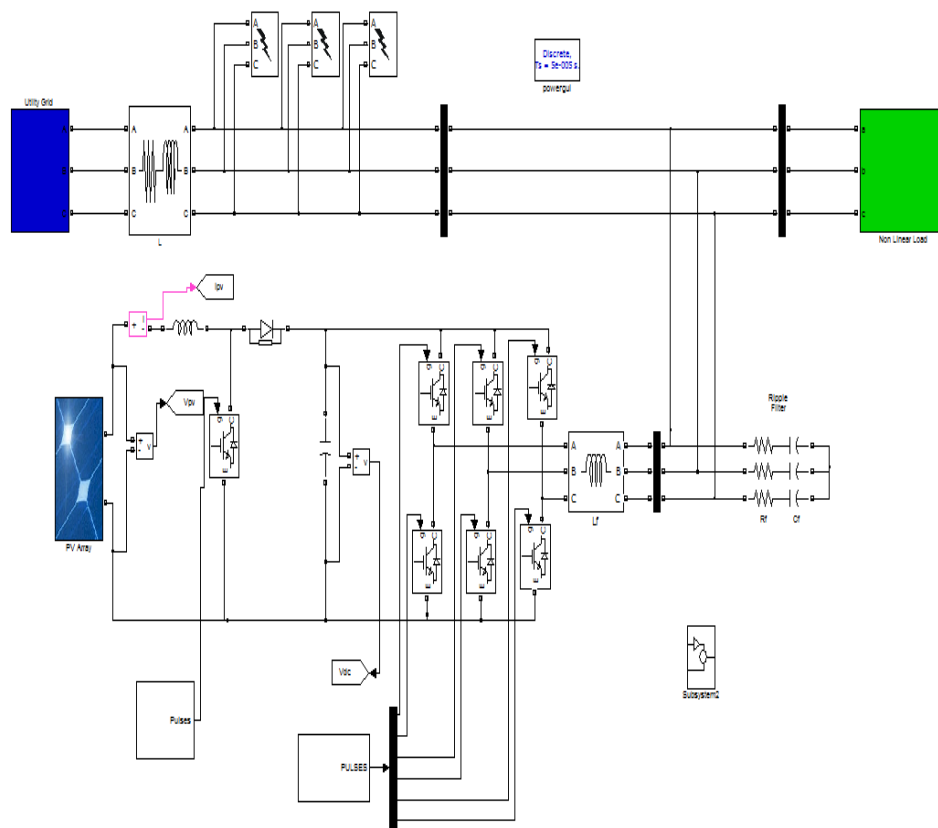 A
B
C
A
B
C
A
B
C
Discrete,
Ts = 5e-005 s.
powergui
Utility Grid
A
B
C
A
B
C
A
B
C
L
a
b
c
Non Linear Load
Ipv
i
+
-
Vpv
+
-
v
PV Array
g
C
E
+
-
v
g
C
E
g
C
E
g
C
E
g
C
E
g
C
E
g
C
E
A
B
C
A
B
C
Lf
Ripple
Filter
Rf
Cf
Vdc
Pulses
PULSES
Subsystem2